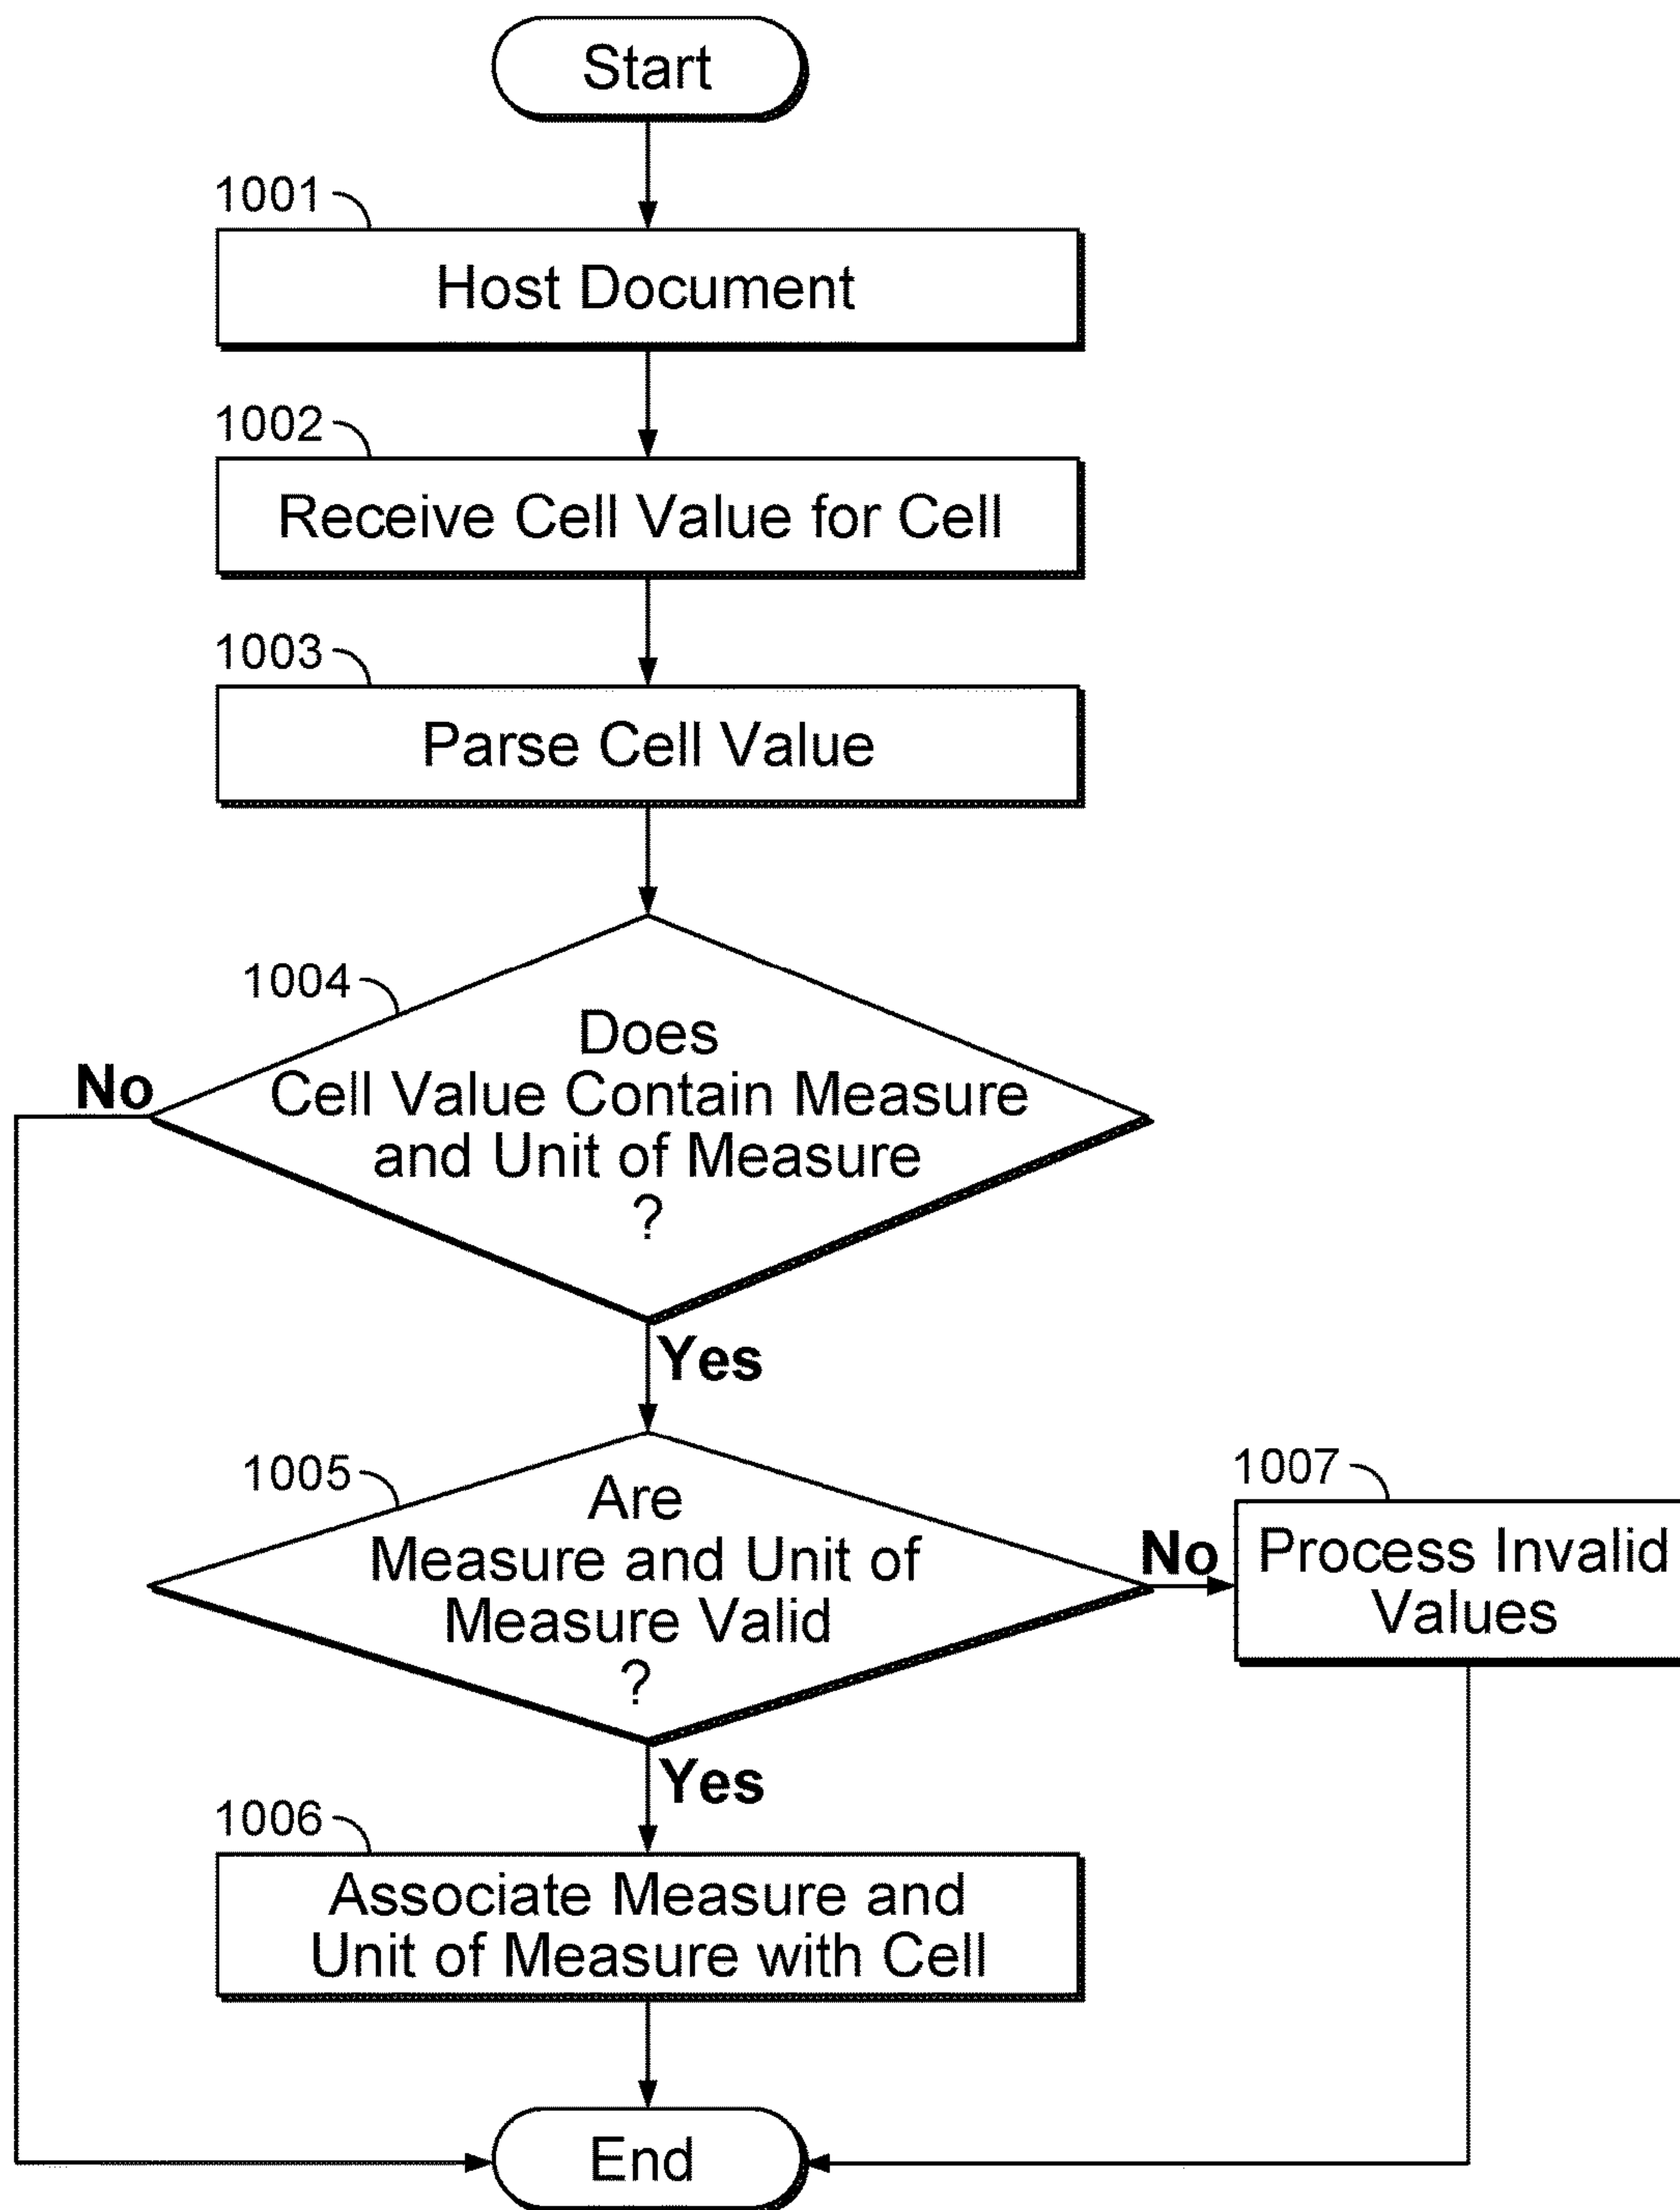 Start
1001
Host Document
1002
Receive Cell Value for Cell
1003
Parse Cell Value
1004
Does
Cell Value Contain Measure
and Unit of Measure
?
No
Yes
1005
Are
Measure and Unit of
Measure Valid
?
No
1007
Process Invalid
Values
Yes
1006
Associate Measure and
Unit of Measure with Cell
End